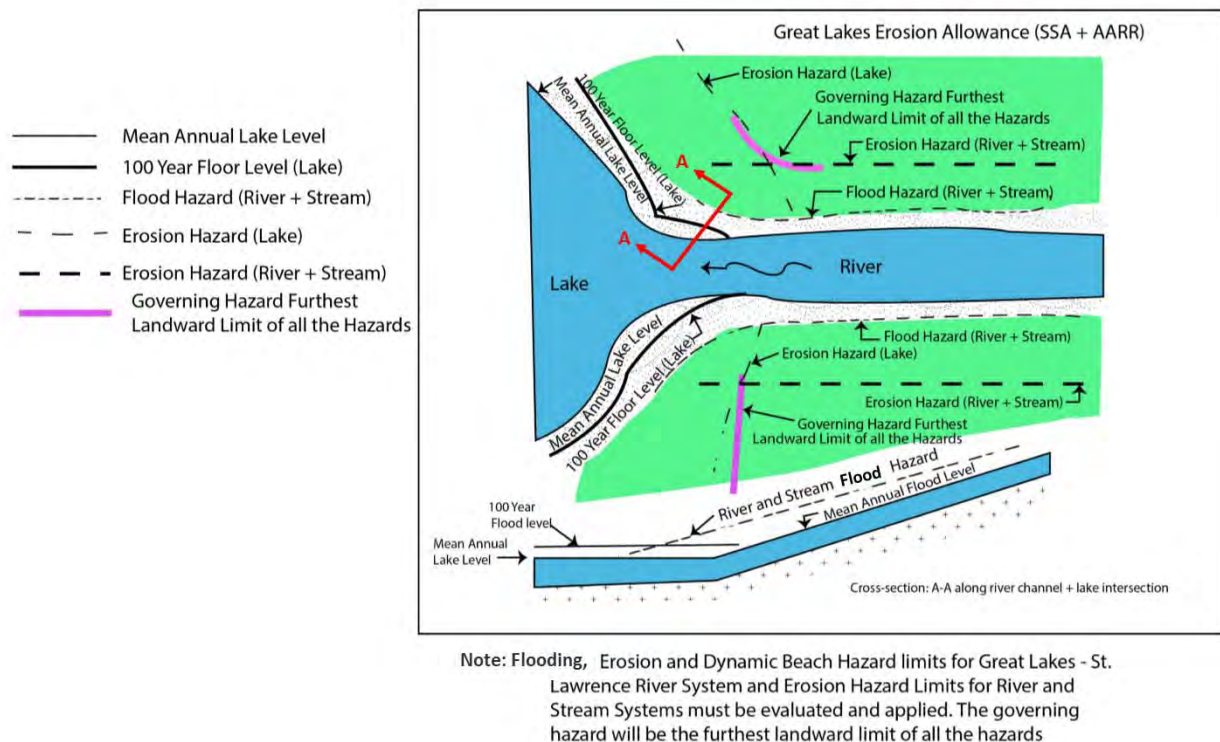 Great Lakes Erosion Allowance (SSA + AARR)
Mean Annual Lake Level
100 Year Floor Level (Lake)
Flood Hazard (River + Stream)
Erosion Hazard (Lake)
Erosion Hazard (River + Stream)
Governing Hazard Furthest
Landward Limit of all the Hazards
100 Year Floor Level (Lake)
Mean Annual Lake Level
Erosion Hazard (Lake)
Governing Hazard Furthest
Landward Limit of all the Hazards
Erosion Hazard (River + Stream)
A
Flood Hazard (River + Stream)
A
Lake
River
Mean Annual Lake Level
100 Year Floor Level (Lake)
Flood Hazard (River + Stream)
Erosion Hazard (Lake)
Erosion Hazard (River + Stream)
Governing Hazard Furthest
Landward Limit of all the Hazards
River and Stream Flood Hazard
Mean Annual Flood Level
100 Year
Flood level
Mean Annual
Lake Level
Cross-section: A-A along river channel + lake intersection
Note: Flooding, Erosion and Dynamic Beach Hazard limits for Great Lakes - St.
Lawrence River System and Erosion Hazard Limits for River and
Stream Systems must be evaluated and applied. The governing
hazard will be the furthest landward limit of all the hazards